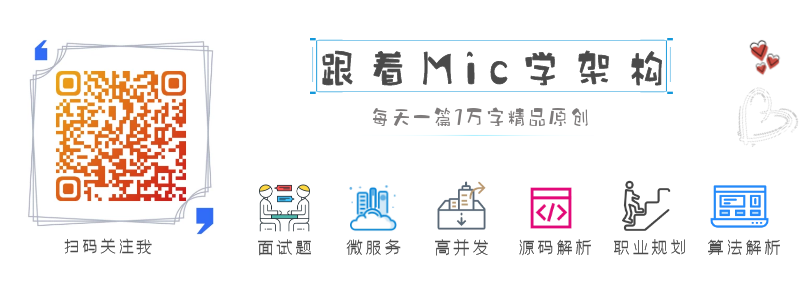 跟着Mic学架构
每天一篇1万字精品原创
扫码关注我
面试题
微服务
高并发
源码解析
职业规划
算法解析